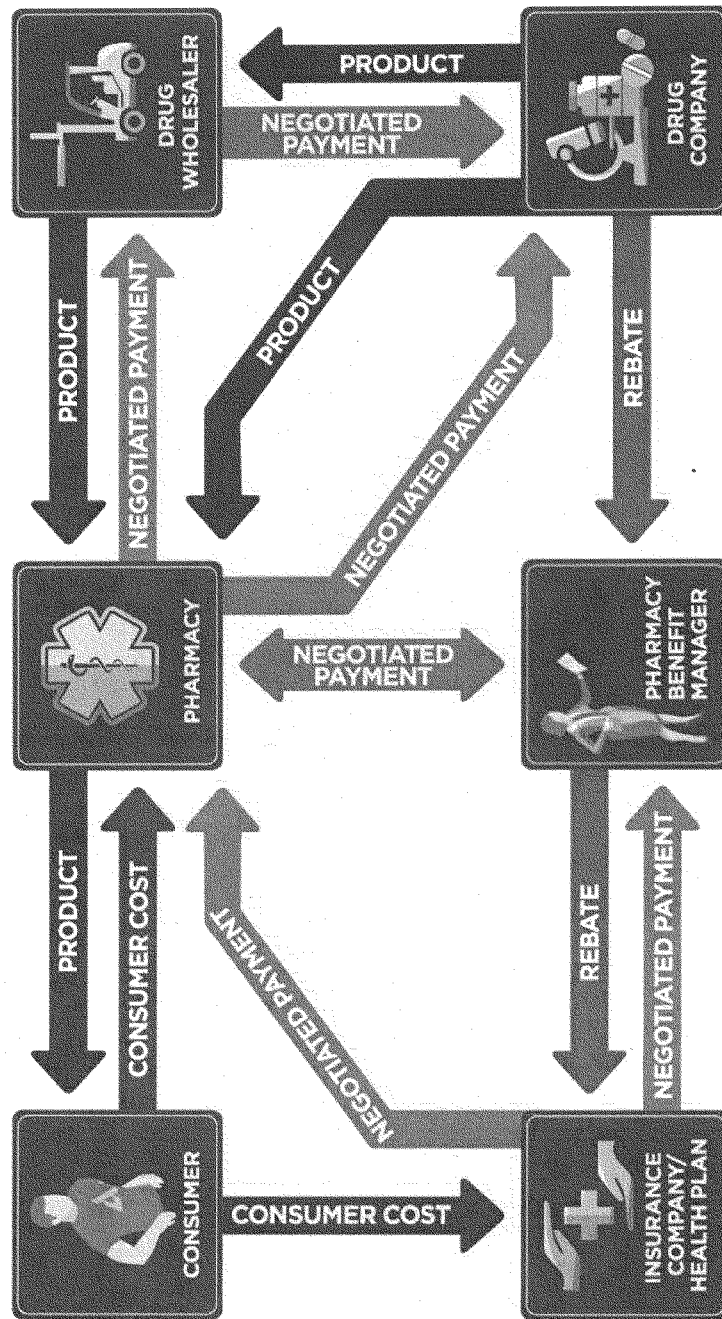 PRODUCT
PRODUCT
CONSUMER COST
NEGOTIATED PAYMENT
CONSUMER
PHARMACY
DRUG
WHOLESALER
CONSUMER COST
NEGOTIATED PAYMENT
NEGOTIATED
PAYMENT
NEGOTIATED PAYMENT
PRODUCT
NEGOTIATED
PAYMENT
PRODUCT
REBATE
REBATE
NEGOTIATED PAYMENT
INSURANCE
COMPANY/
HEALTH PLAN
PHARMACY
BENEFIT
MANAGER
DRUG
COMPANY